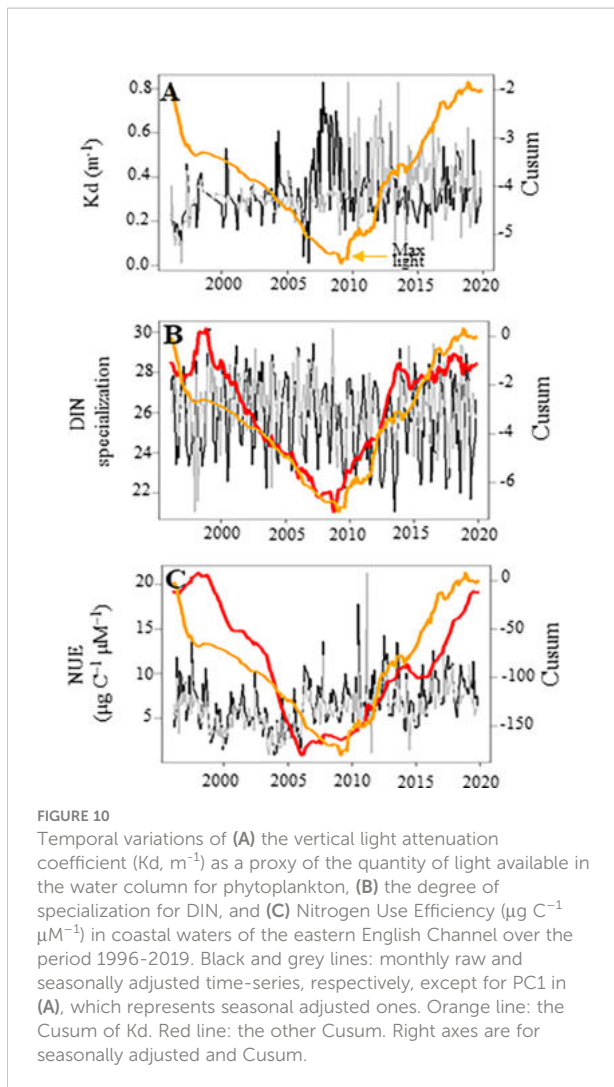 A
0.8
0.6
0.4
0.2
0.0
Kd (m-1)
-2
-3
-4
-5
Cusum
Max
light
2000 2005 2010 2015 2020
B
30
28
26
24
22
DIN
specialization
0
-2
-4
-6
Cusum
2000 2005 2010 2015 2020
C
20
15
10
5
NUE
(µg C−1 µM−1)
0
-50
-100
-150
Cusum
2000 2006 2010 2015 2020
FIGURE 10
Temporal variations of (A) the vertical light attenuation
coefficient (Kd, m-1) as a proxy of the quantity of light available in
the water column for phytoplankton, (B) the degree of
specialization for DIN, and (C) Nitrogen Use Efficiency (µg C−1
µM−1) in coastal waters of the eastern English Channel over the
period 1996-2019. Black and grey lines: monthly raw and
seasonally adjusted time-series, respectively, except for PC1 in
(A), which represents seasonal adjusted ones. Orange line: the
Cusum of Kd. Red line: the other Cusum. Right axes are for
seasonally adjusted and Cusum.